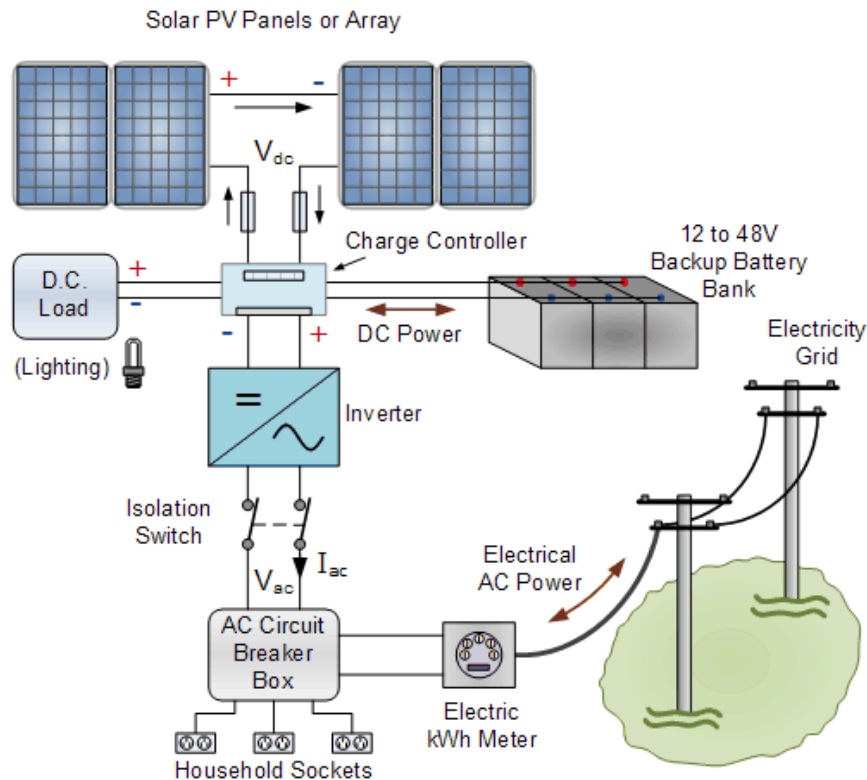 Solar PV Panels or Array
+
-
Vdc
Charge Controller
12 to 48V
Backup Battery
Bank
D.C.
Load
+
-
DC Power
(Lighting)
-
+
Electricity
Grid
=
Inverter
Isolation
Switch
Iac
Vac
Electrical
AC Power
AC Circuit
Breaker
Box
Electric
kWh Meter
Household Sockets